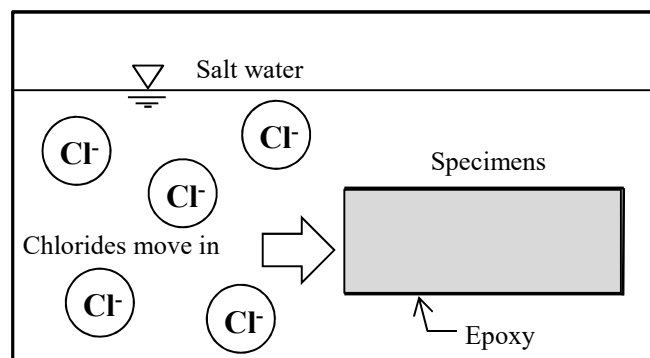 Salt water
Cl-
Cl-
Cl-
Specimens
Chlorides move in
Cl-
Cl-
Epoxy